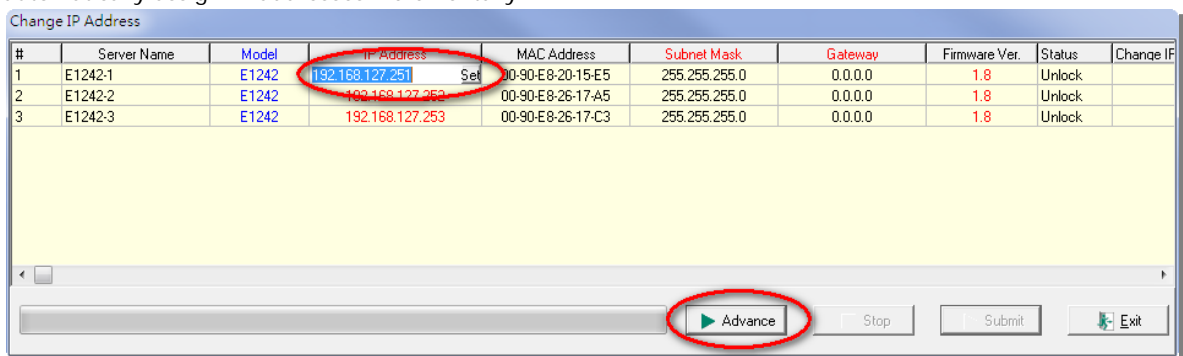 Change IP Address
# Server Name Model IP Address MAC Address Subnet Mask Gateway Firmware Ver. Status Change IP
1 E1242-1 E1242 192.168.127.251 Set 00-90-E8-20-15-E5 255.255.255.0 0.0.0.0 1.8 Unlock
2 E1242-2 E1242 192.168.127.252 00-90-E8-26-17-A5 255.255.255.0 0.0.0.0 1.8 Unlock
3 E1242-3 E1242 192.168.127.253 00-90-E8-26-17-C3 255.255.255.0 0.0.0.0 1.8 Unlock
Advance Stop Submit Exit